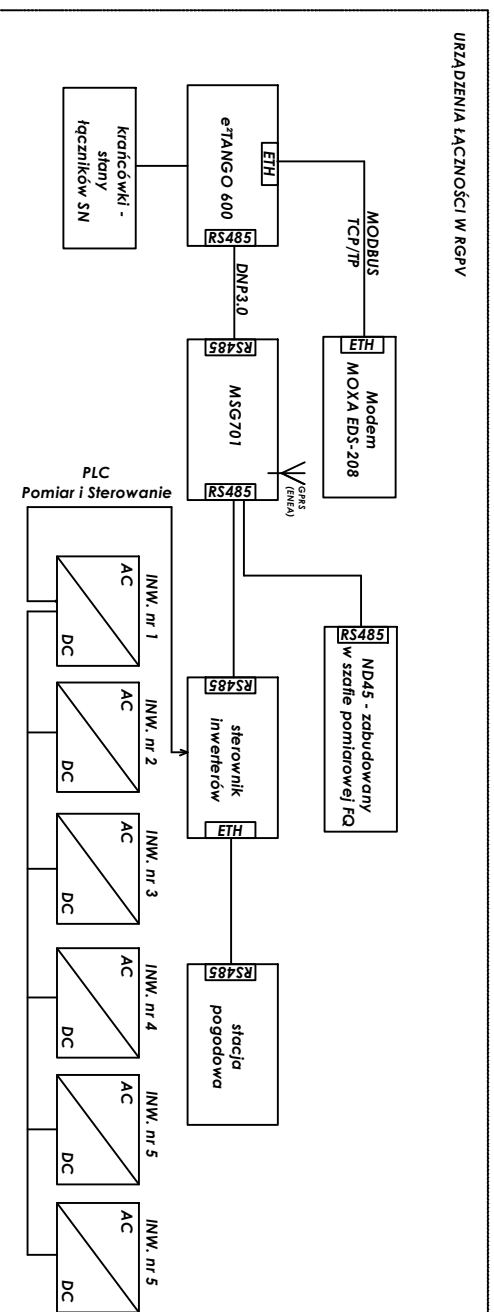 URZĄDZENIA ŁĄCZNOŚCI W RGPV
MODBUS
TCP/TP
ETH
Modem
MOXA EDS-208
RS485
ND45 - zabudowany
w szafie pomiarowej FQ
ETH
e²TANGO 600
RS485
DNP3.0
RS485
MSG701
RS485
GPRS
(ENEA)
RS485
sterownik
inwerterów
ETH
RS485
stacja
pogodowa
krańcówki -
stany
łączników SN
PLC
Pomiar i Sterowanie
INW. nr 1
AC
DC
INW. nr 2
AC
DC
INW. nr 3
AC
DC
INW. nr 4
AC
DC
INW. nr 5
AC
DC
INW. nr 5
AC
DC